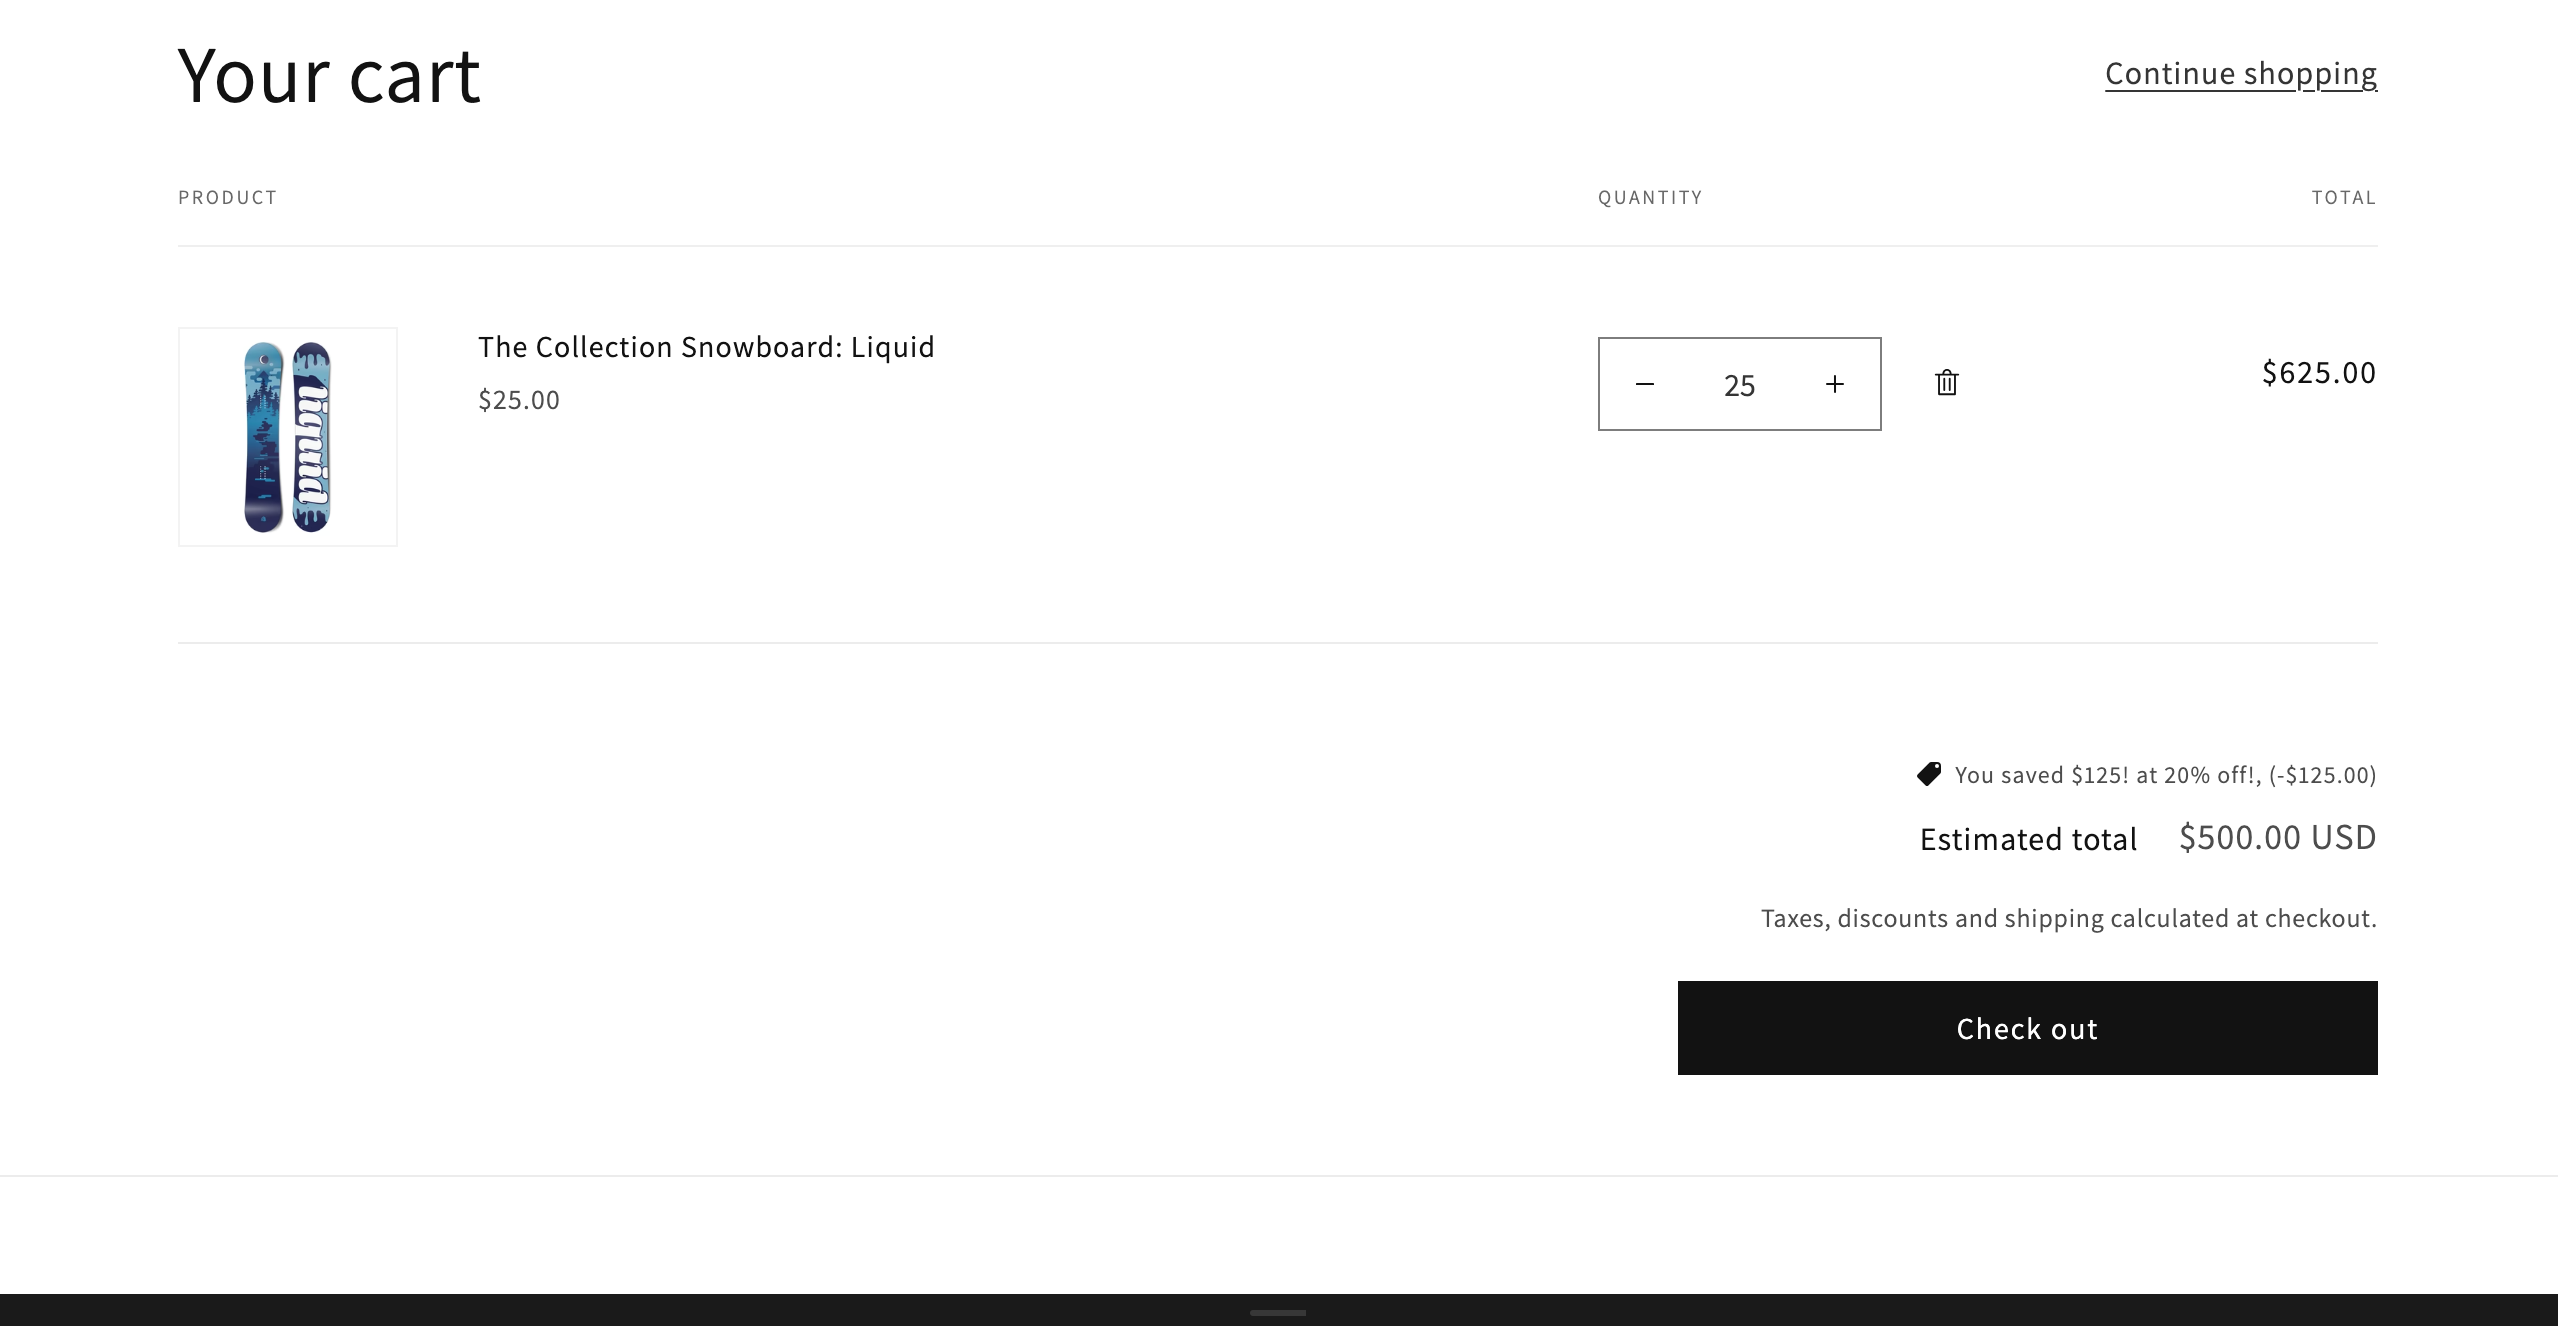 Your cart
Continue shopping
PRODUCT QUANTITY TOTAL
The Collection Snowboard: Liquid
$25.00
25
$625.00
liquid
You saved $125! at 20% off!, (-$125.00)
Estimated total $500.00 USD
Taxes, discounts and shipping calculated at checkout.
Check out